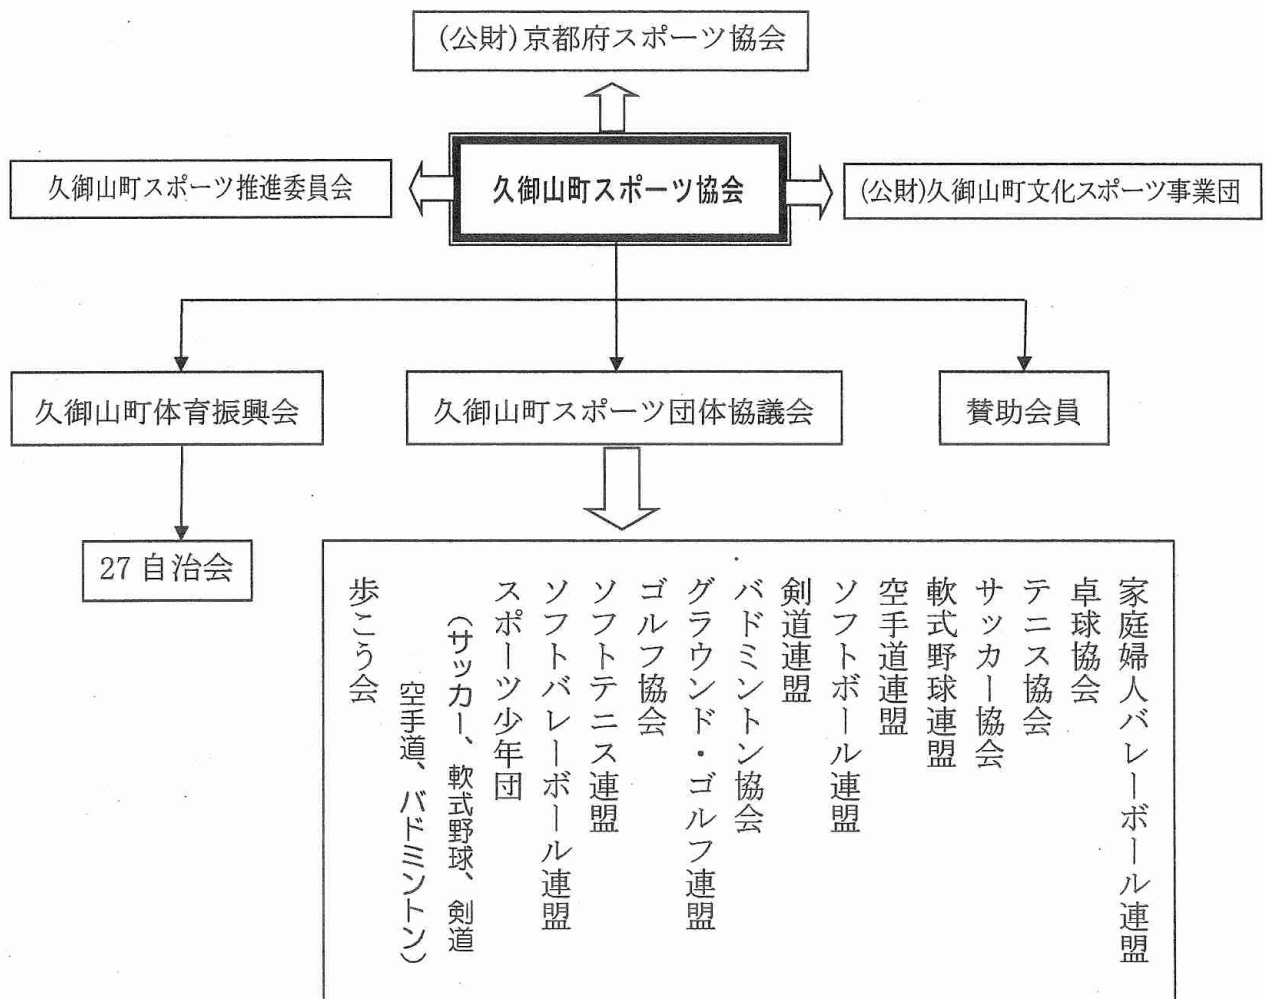 (公財)京都府スポーツ協会
久御山町スポーツ推進委員会
久御山町スポーツ協会
(公財)久御山町文化スポーツ事業団
久御山町体育振興会
久御山町スポーツ団体協議会
賛助会員
27自治会
家庭婦人バレーボール連盟
卓球協会
テニス協会
サッカー協会
軟式野球連盟
空手道連盟
ソフトボール連盟
剣道連盟
バドミントン協会
グラウンド・ゴルフ連盟
ゴルフ協会
ソフトテニス連盟
ソフトバレーボール連盟
スポーツ少年団
(サッカー、軟式野球、剣道
空手道、バドミントン)
歩こう会